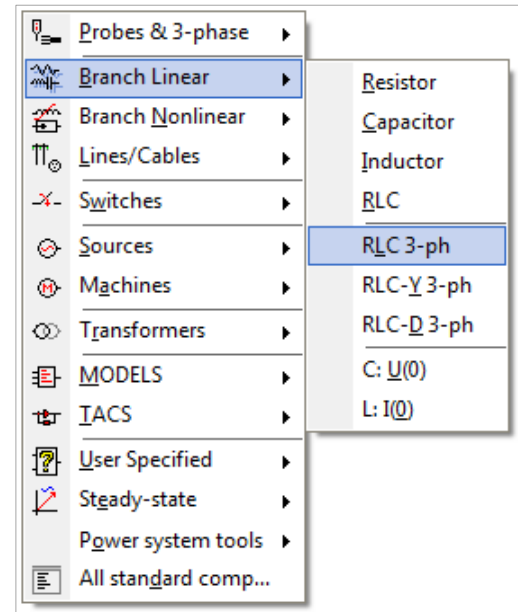 Probes & 3-phase
Branch Linear
Branch Nonlinear
Lines/Cables
Switches
Sources
Machines
Transformers
MODELS
TACS
User Specified
Steady-state
Power system tools
All standard comp...
Resistor
Capacitor
Inductor
RLC
RLC 3-ph
RLC-Y 3-ph
RLC-D 3-ph
C: U(0)
L: I(0)